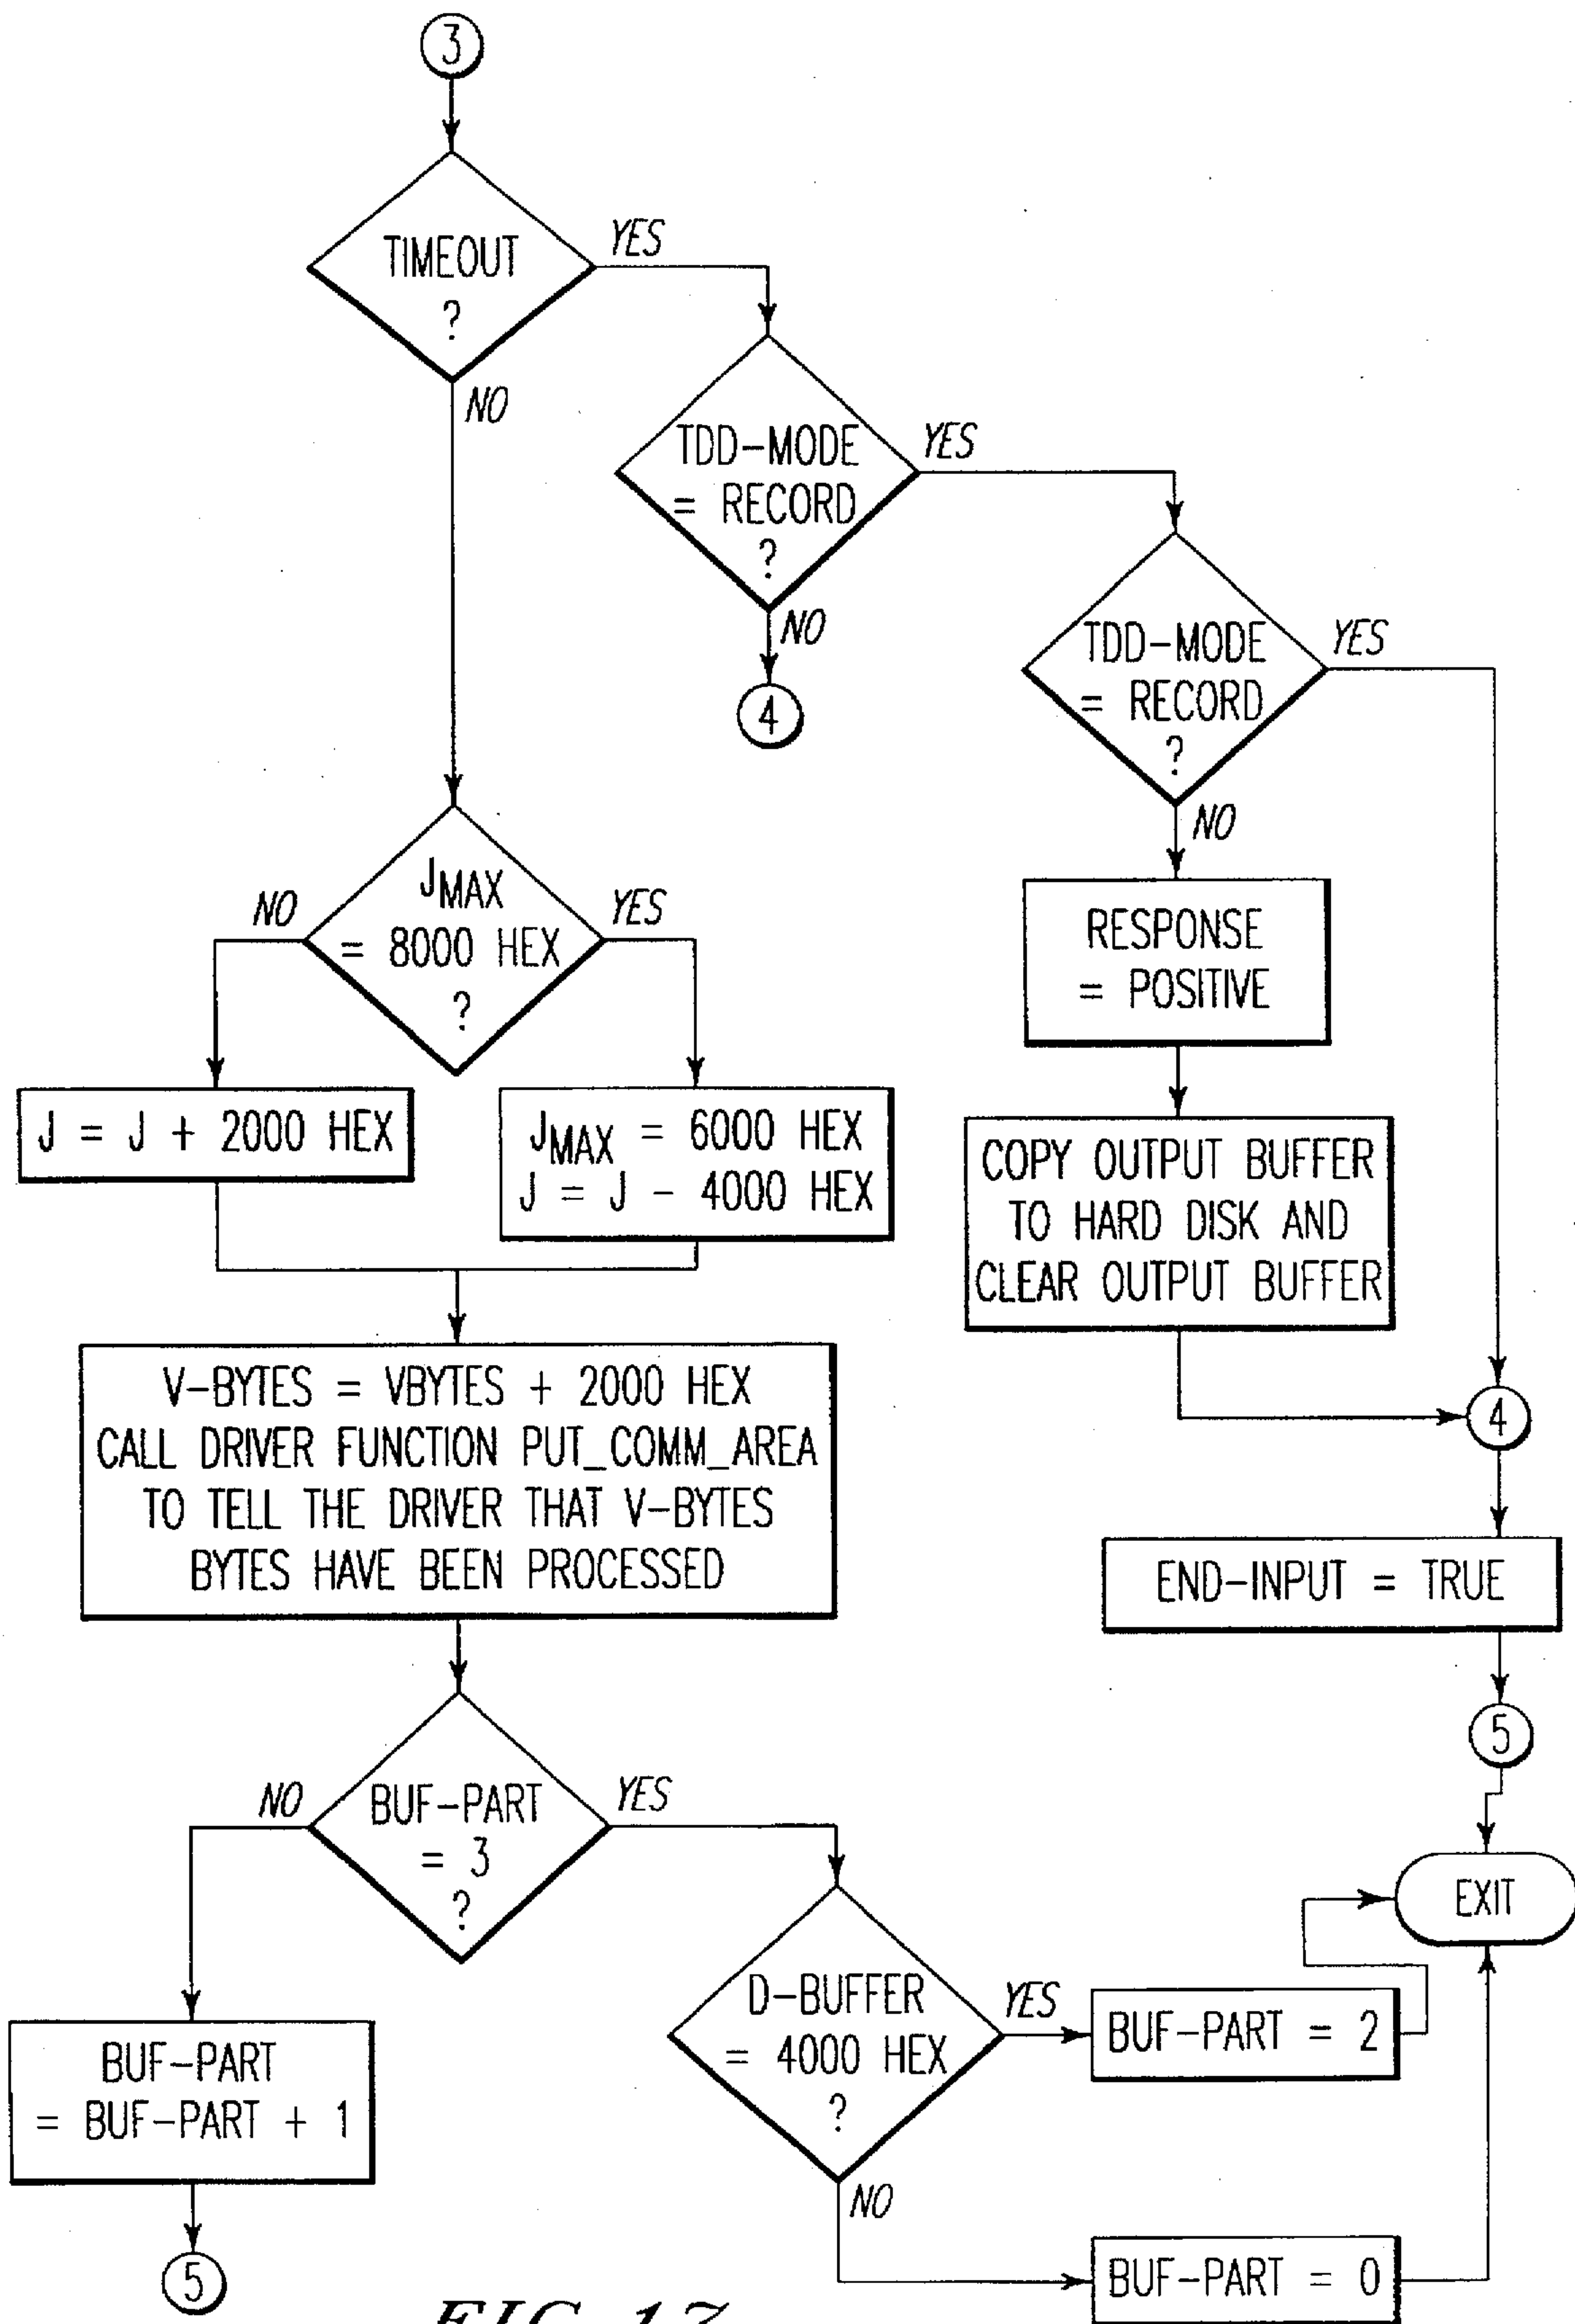 3
TIMEOUT
?
YES
NO
TDD-MODE
= RECORD
?
YES
NO
4
TDD-MODE
= RECORD
?
YES
NO
RESPONSE
= POSITIVE
COPY OUTPUT BUFFER
TO HARD DISK AND
CLEAR OUTPUT BUFFER
4
END-INPUT = TRUE
5
EXIT
JMAX
= 8000 HEX
?
NO
YES
J = J + 2000 HEX
JMAX = 6000 HEX
J = J - 4000 HEX
V-BYTES = VBYTES + 2000 HEX
CALL DRIVER FUNCTION PUT_COMM_AREA
TO TELL THE DRIVER THAT V-BYTES
BYTES HAVE BEEN PROCESSED
BUF-PART
= 3
?
NO
YES
BUF-PART
= BUF-PART + 1
5
D-BUFFER
= 4000 HEX
?
YES
NO
BUF-PART = 2
BUF-PART = 0
FIG. 17